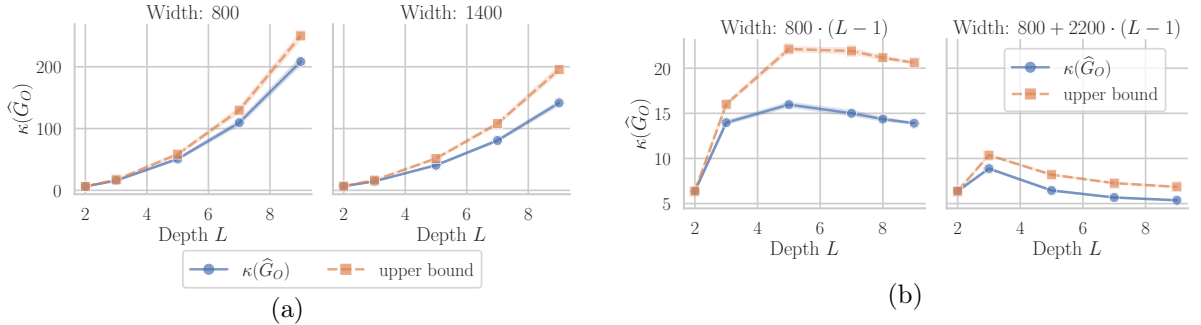 Width: 800
Width: 1400
κ(Ĝ_O)
200
100
0
2 4 6 8
2 4 6 8
Depth L
Depth L
κ(Ĝ_O)
upper bound
(a)
Width: 800 · (L − 1)
Width: 800 + 2200 · (L − 1)
κ(Ĝ_O)
20
15
10
5
κ(Ĝ_O)
upper bound
2 4 6 8
2 4 6 8
Depth L
Depth L
(b)